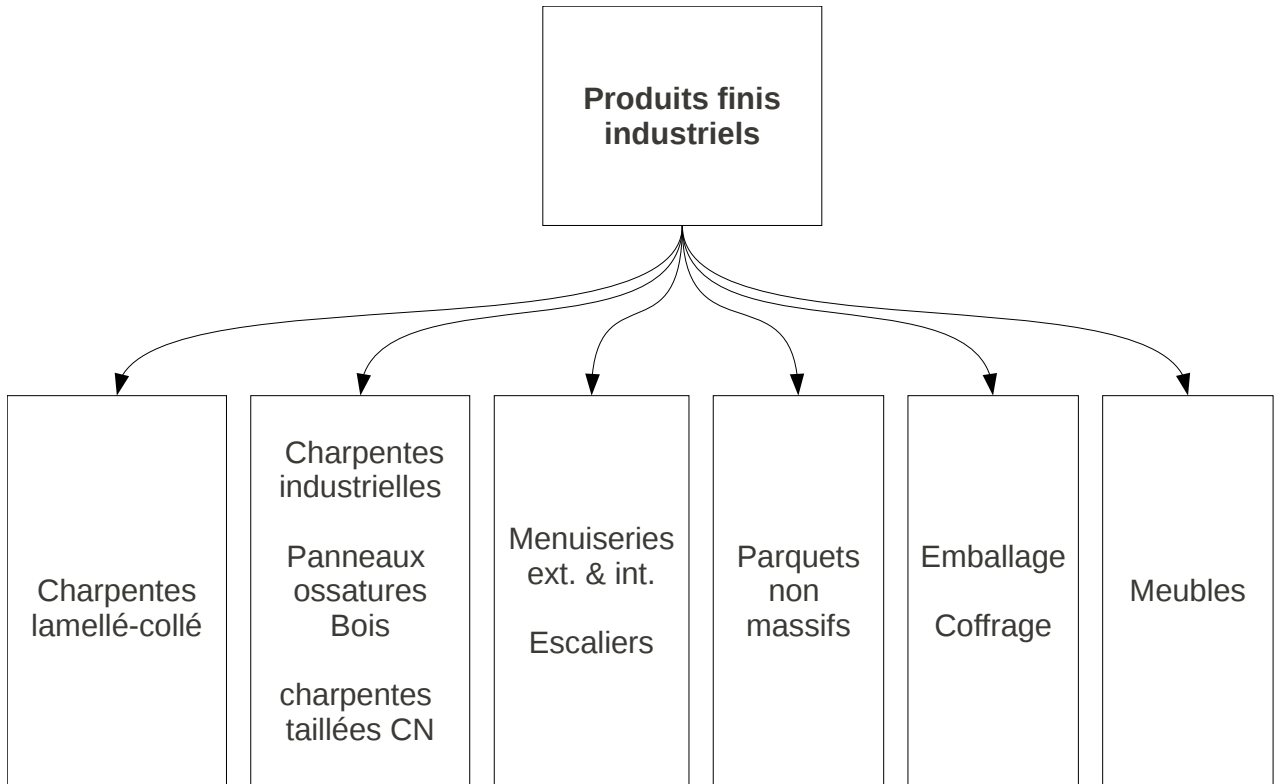 Produits finis
industriels
Charpentes
lamellé-collé
Charpentes
industrielles
Panneaux
ossatures
Bois
charpentes
taillées CN
Menuiseries
ext. & int.
Escaliers
Parquets
non
massifs
Emballage
Coffrage
Meubles